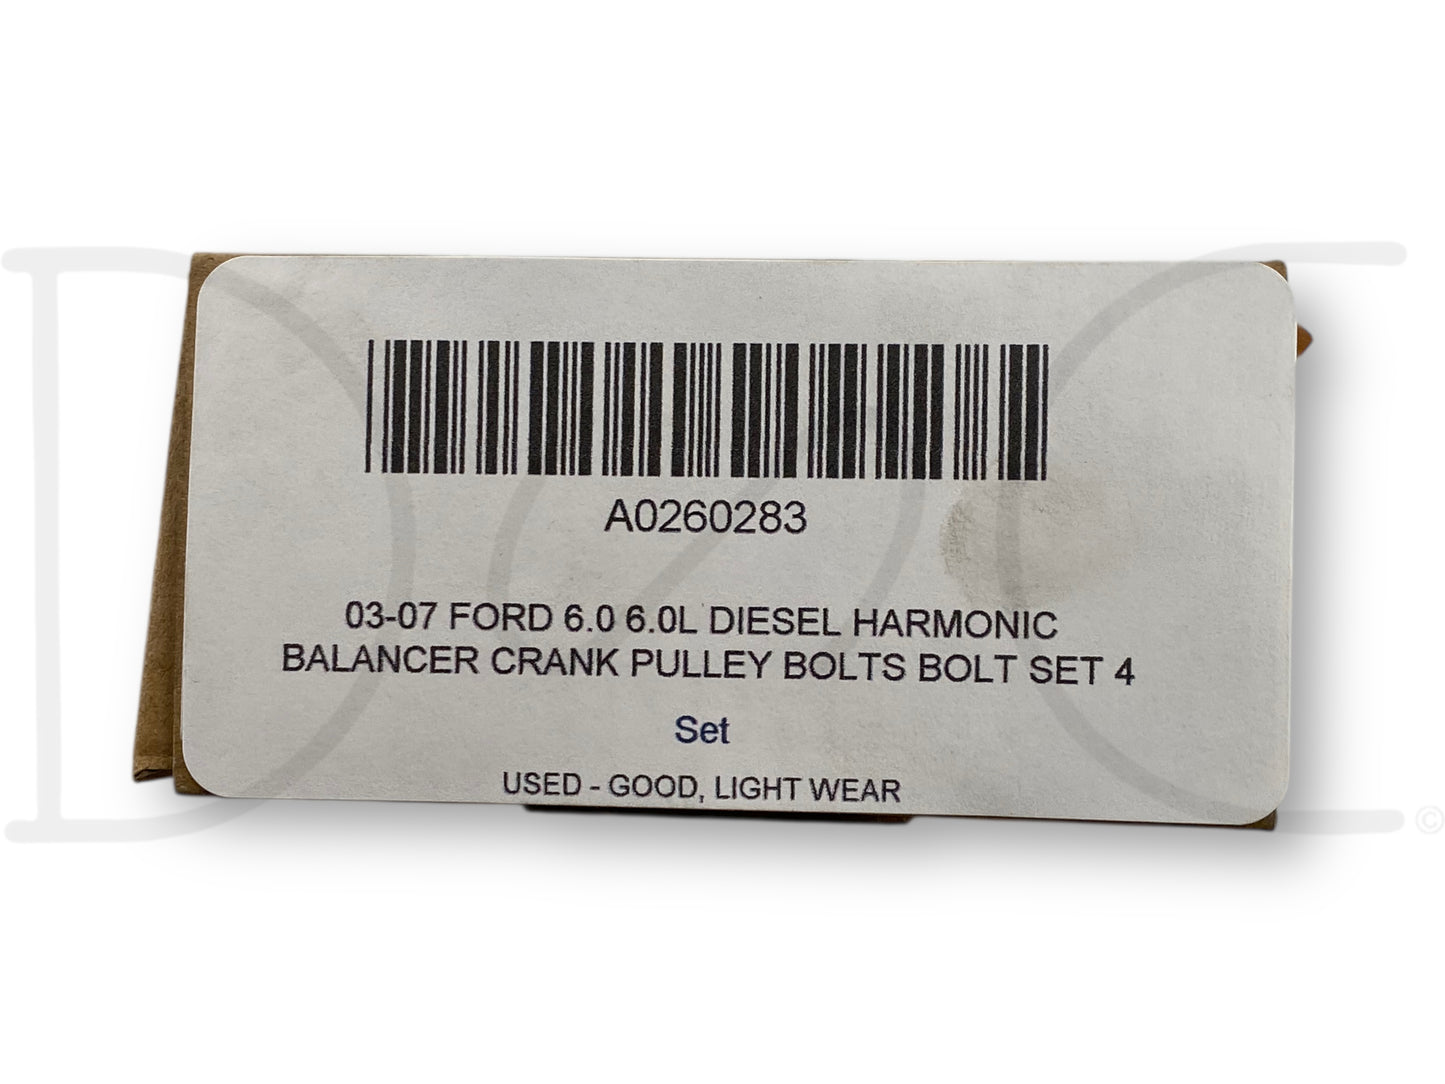 A0260283
03-07 FORD 6.0 6.0L DIESEL HARMONIC
BALANCER CRANK PULLEY BOLTS BOLT SET 4
Set
USED - GOOD, LIGHT WEAR
D2C ©